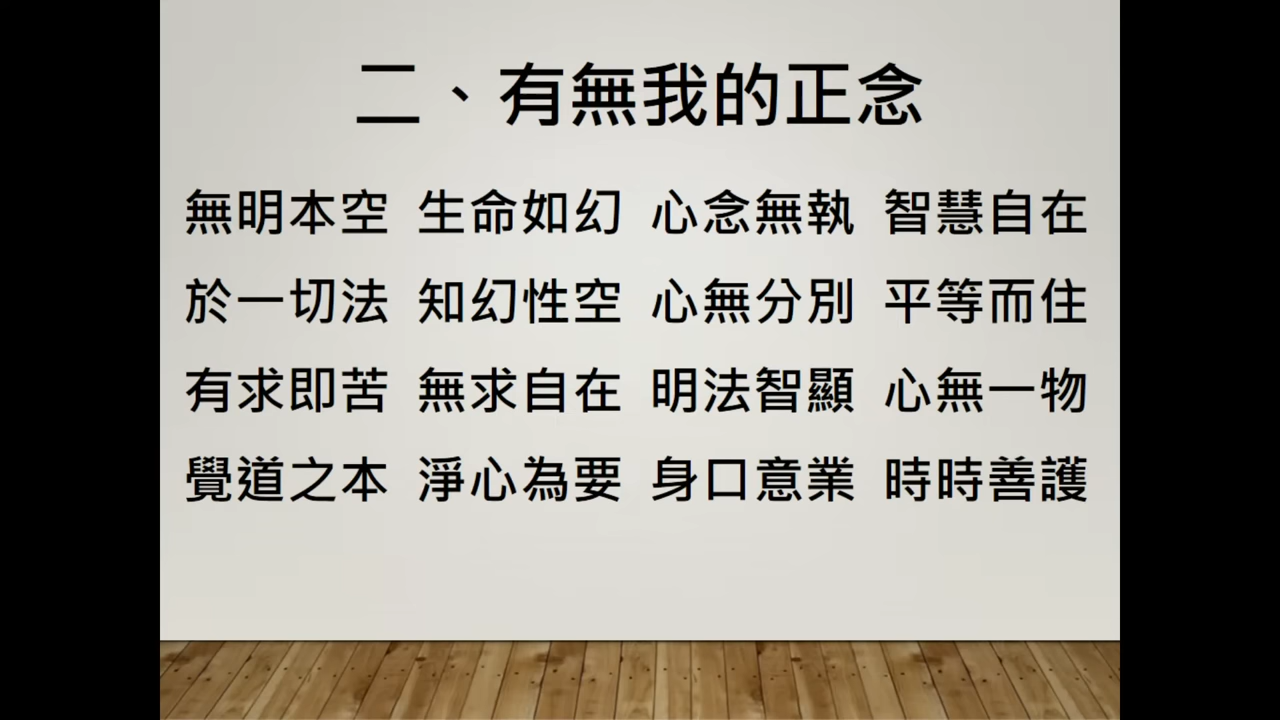 二、有無我的正念
無明本空 生命如幻 心念無執 智慧自在
於一切法 知幻性空 心無分別 平等而住
有求即苦 無求自在 明法智顯 心無一物
覺道之本 淨心為要 身口意業 時時善護